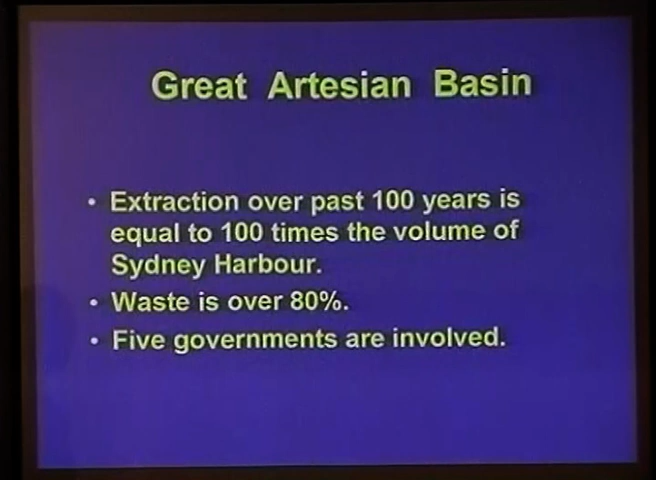 Great Artesian Basin
• Extraction over past 100 years is
equal to 100 times the volume of
Sydney Harbour.
• Waste is over 80%.
• Five governments are involved.